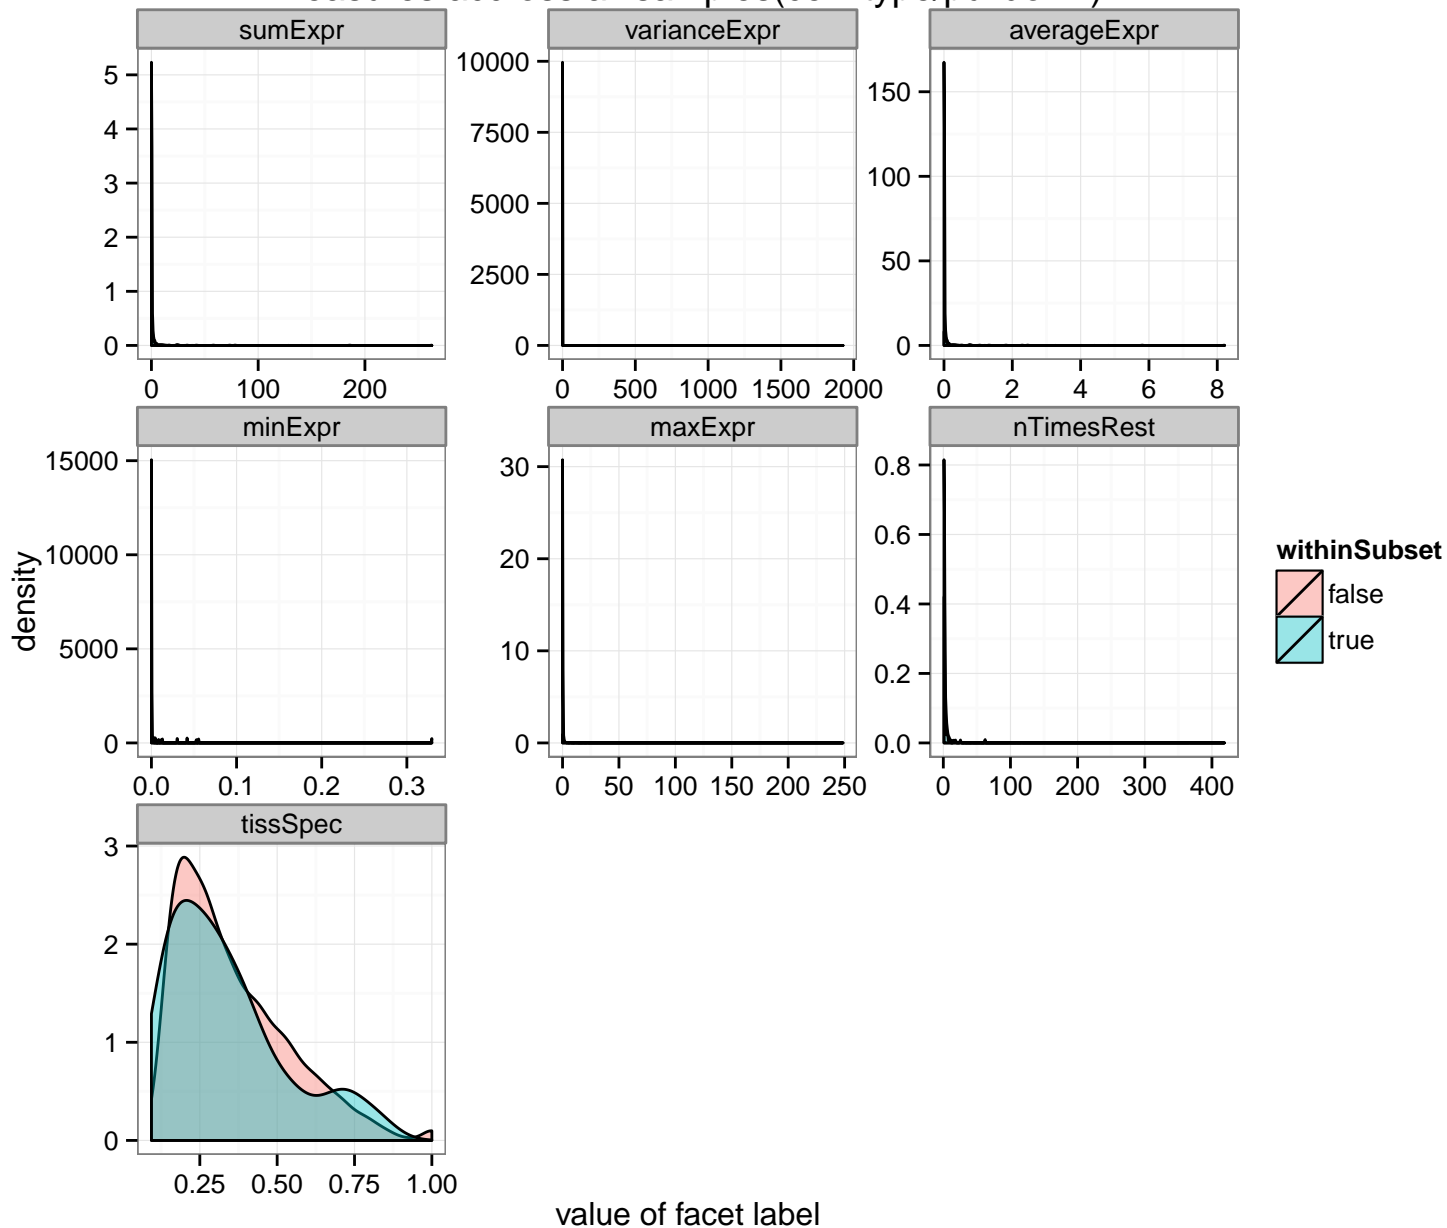 sumExpr varianceExpr averageExpr
5 10000 150
4 7500 100
3 5000 50
2 2500 0
1 0
0
0 100 200 0 500 1000 1500 2000 0 2 4 6 8
minExpr maxExpr nTimesRest
15000 30 0.8
10000 20 0.6
5000 10 0.4
0 0 0.2
0.0
0.0 0.1 0.2 0.3 0 50 100 150 200 250 0 100 200 300 400
tissSpec
3
2
1
0
0.25 0.50 0.75 1.00
density
value of facet label
withinSubset
false
true